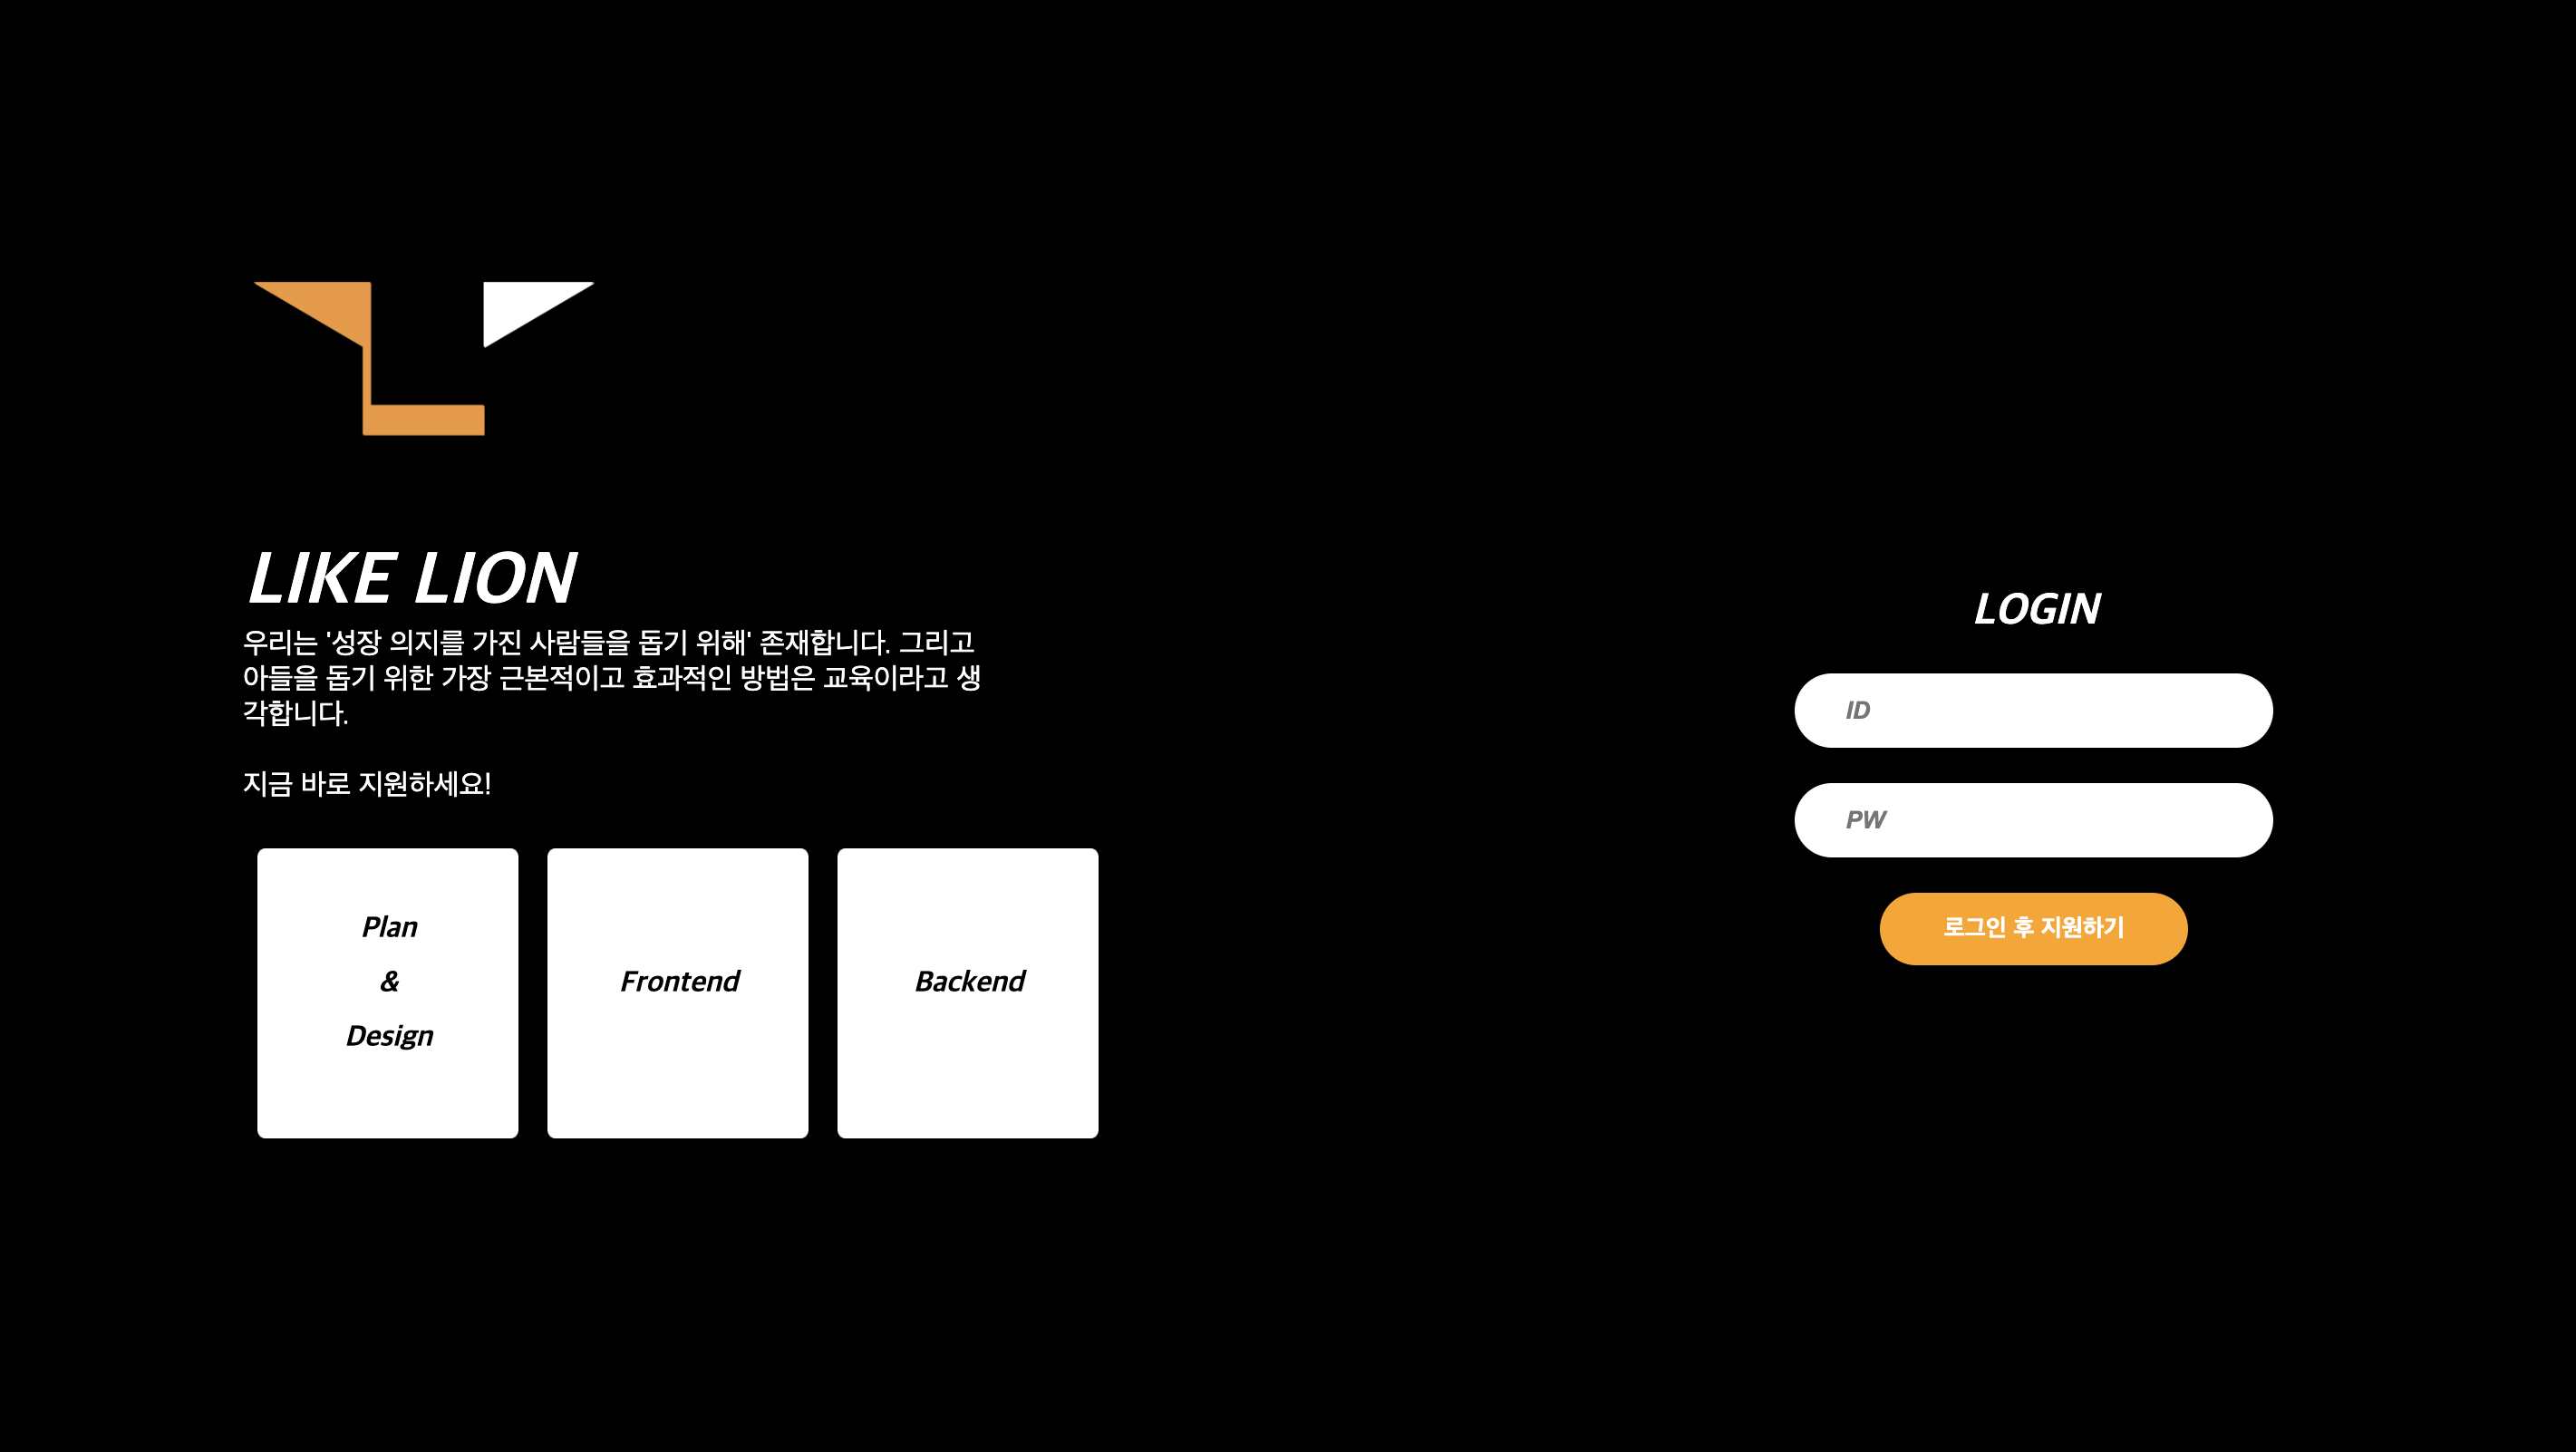 LIKE LION
우리는 '성장 의지를 가진 사람들을 돕기 위해' 존재합니다. 그리고
아들을 돕기 위한 가장 근본적이고 효과적인 방법은 교육이라고 생
각합니다.
지금 바로 지원하세요!
Plan
&
Design
Frontend
Backend
LOGIN
ID
PW
로그인 후 지원하기